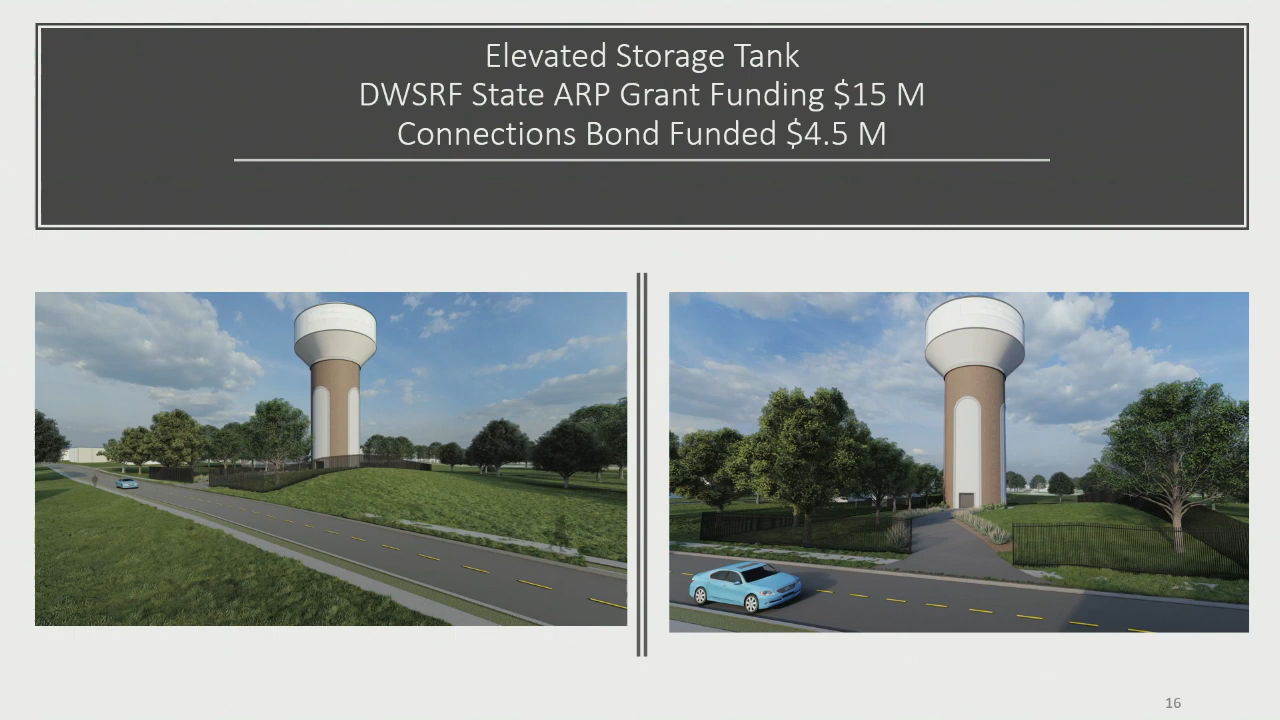 Elevated Storage Tank
DWSRF State ARP Grant Funding $15 M
Connections Bond Funded $4.5 M
16